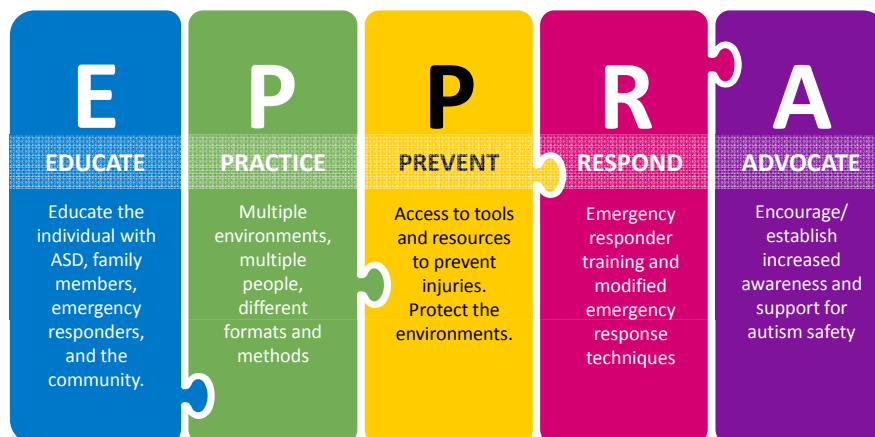 E
EDUCATE
Educate the
individual with
ASD, family
members,
emergency
responders,
and the
community.
P
PRACTICE
Multiple
environments,
multiple
people,
different
formats and
methods
P
PREVENT
Access to tools
and resources
to prevent
injuries.
Protect the
environments.
R
RESPOND
Emergency
responder
training and
modified
emergency
response
techniques
A
ADVOCATE
Encourage/
establish
increased
awareness and
support for
autism safety